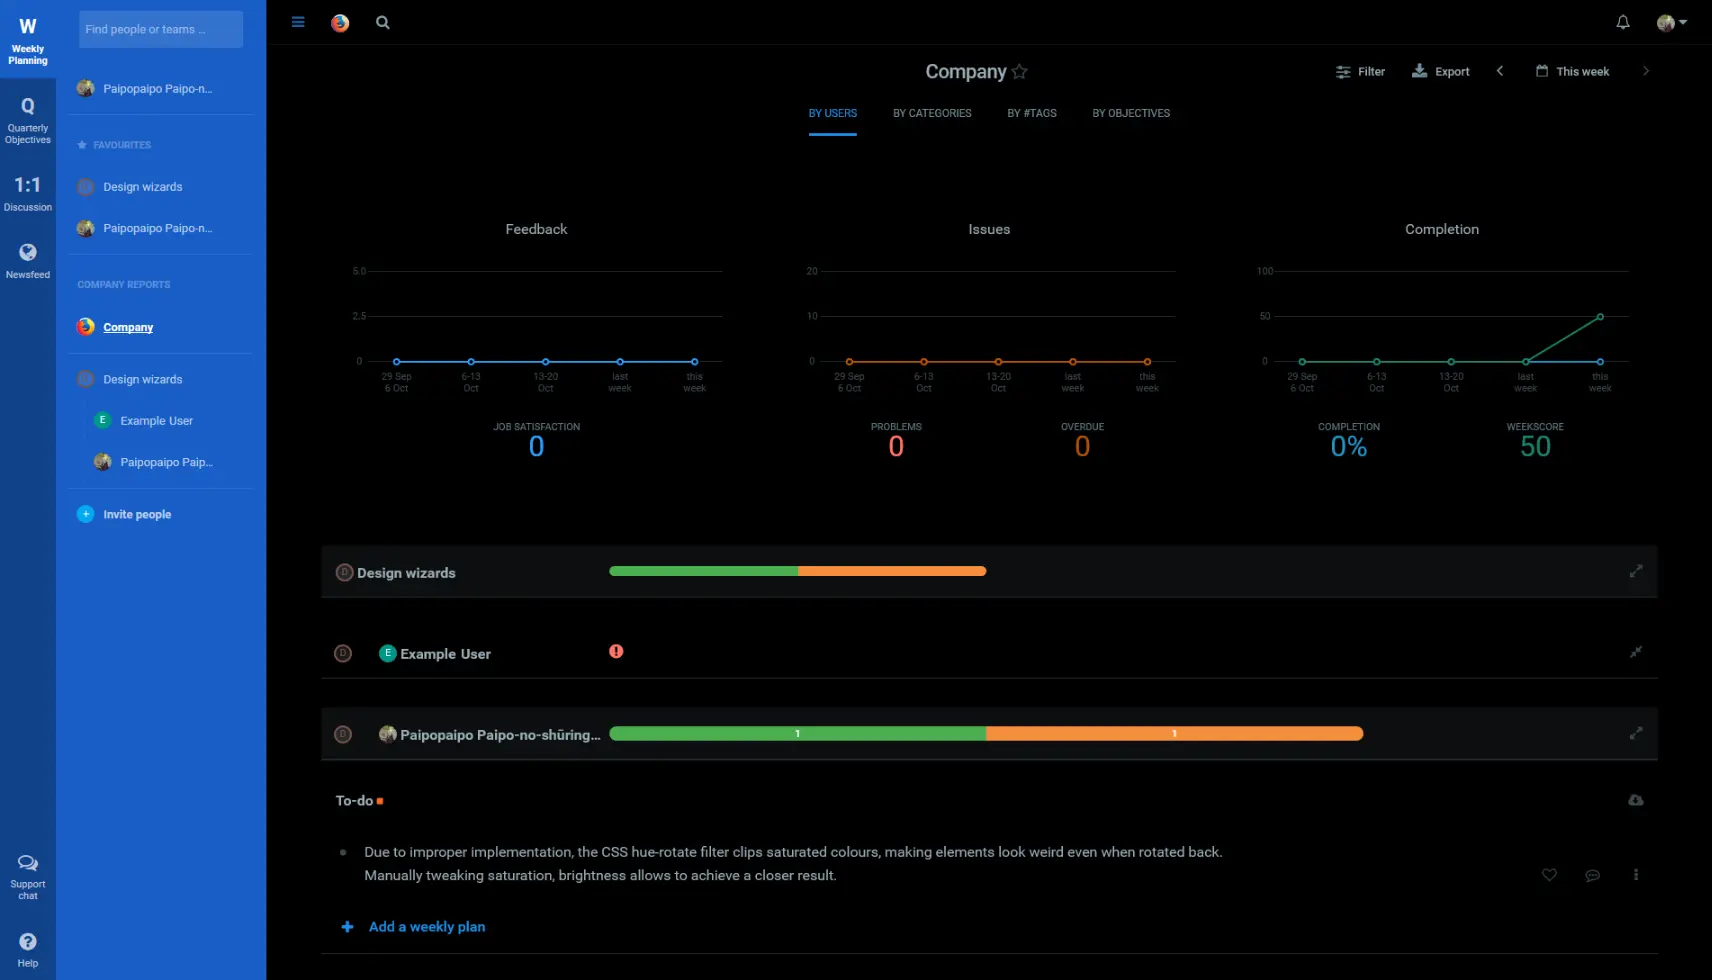 W
Weekly
Planning
Q
Quarterly
Objectives
1:1
Discussion
Newsfeed
Support
chat
Help
Find people or teams ..
Paipopaipo Paipo-n...
FAVOURITES
Design wizards
Paipopaipo Paipo-n...
COMPANY REPORTS
Company
Design wizards
E Example User
Paipopaipo Paip...
Invite people
Company
Filter
Export
This week
BY USERS
BY CATEGORIES
BY #TAGS
BY OBJECTIVES
Feedback
5.0
2.5
0
29 Sep
6 Oct
6-13
Oct
13-20
Oct
last
week
this
week
JOB SATISFACTION
0
Issues
20
10
0
29 Sep
6 Oct
6-13
Oct
13-20
Oct
last
week
this
week
PROBLEMS
0
OVERDUE
0
Completion
100
50
0
29 Sep
6 Oct
6-13
Oct
13-20
Oct
last
week
this
week
COMPLETION
0%
WEEKSCORE
50
D Design wizards
D E Example User
D Paipopaipo Paipo-no-shūring... 1 1
To-do
Due to improper implementation, the CSS hue-rotate filter clips saturated colours, making elements look weird even when rotated back.
Manually tweaking saturation, brightness allows to achieve a closer result.
Add a weekly plan